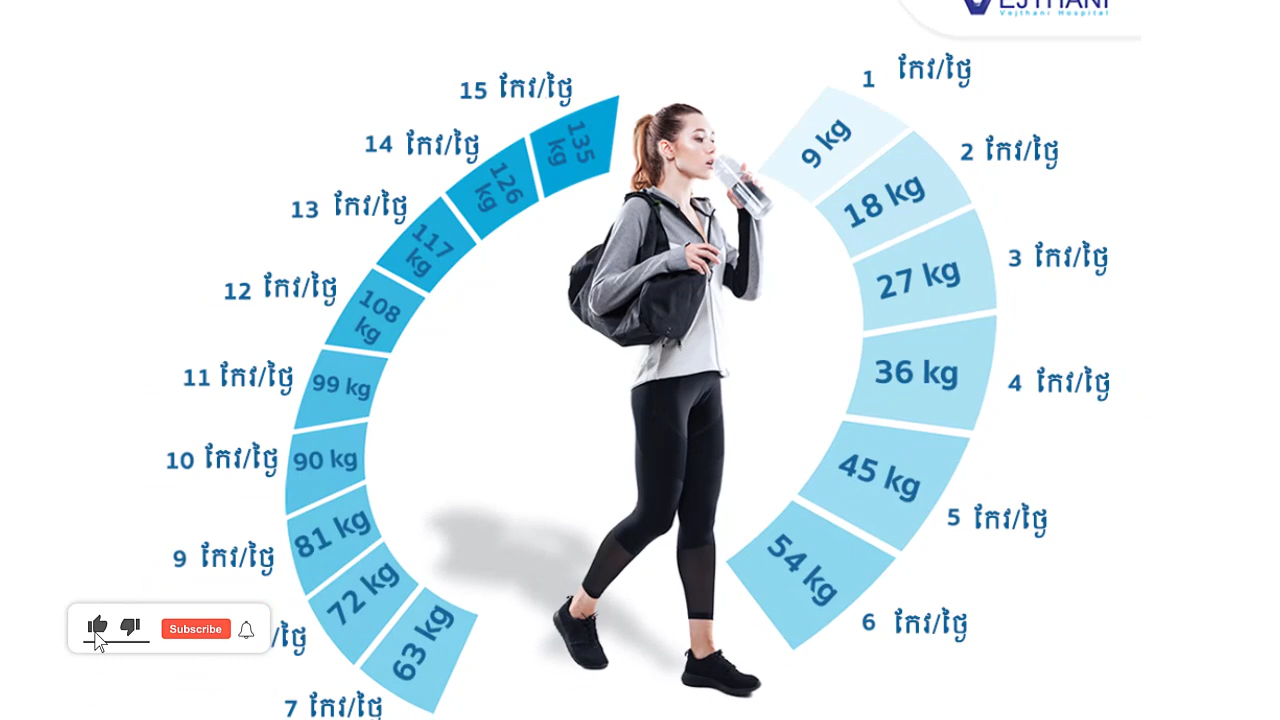 VEJTHANI
Vejthani Hospital
1 កែវ/ថ្ងៃ
9 kg
2 កែវ/ថ្ងៃ
18 kg
3 កែវ/ថ្ងៃ
27 kg
4 កែវ/ថ្ងៃ
36 kg
5 កែវ/ថ្ងៃ
45 kg
6 កែវ/ថ្ងៃ
54 kg
7 កែវ/ថ្ងៃ
63 kg
/ថ្ងៃ
72 kg
9 កែវ/ថ្ងៃ
81 kg
10 កែវ/ថ្ងៃ
90 kg
11 កែវ/ថ្ងៃ
99 kg
12 កែវ/ថ្ងៃ
108
kg
13 កែវ/ថ្ងៃ
117
kg
14 កែវ/ថ្ងៃ
126
kg
15 កែវ/ថ្ងៃ
135
kg
Subscribe